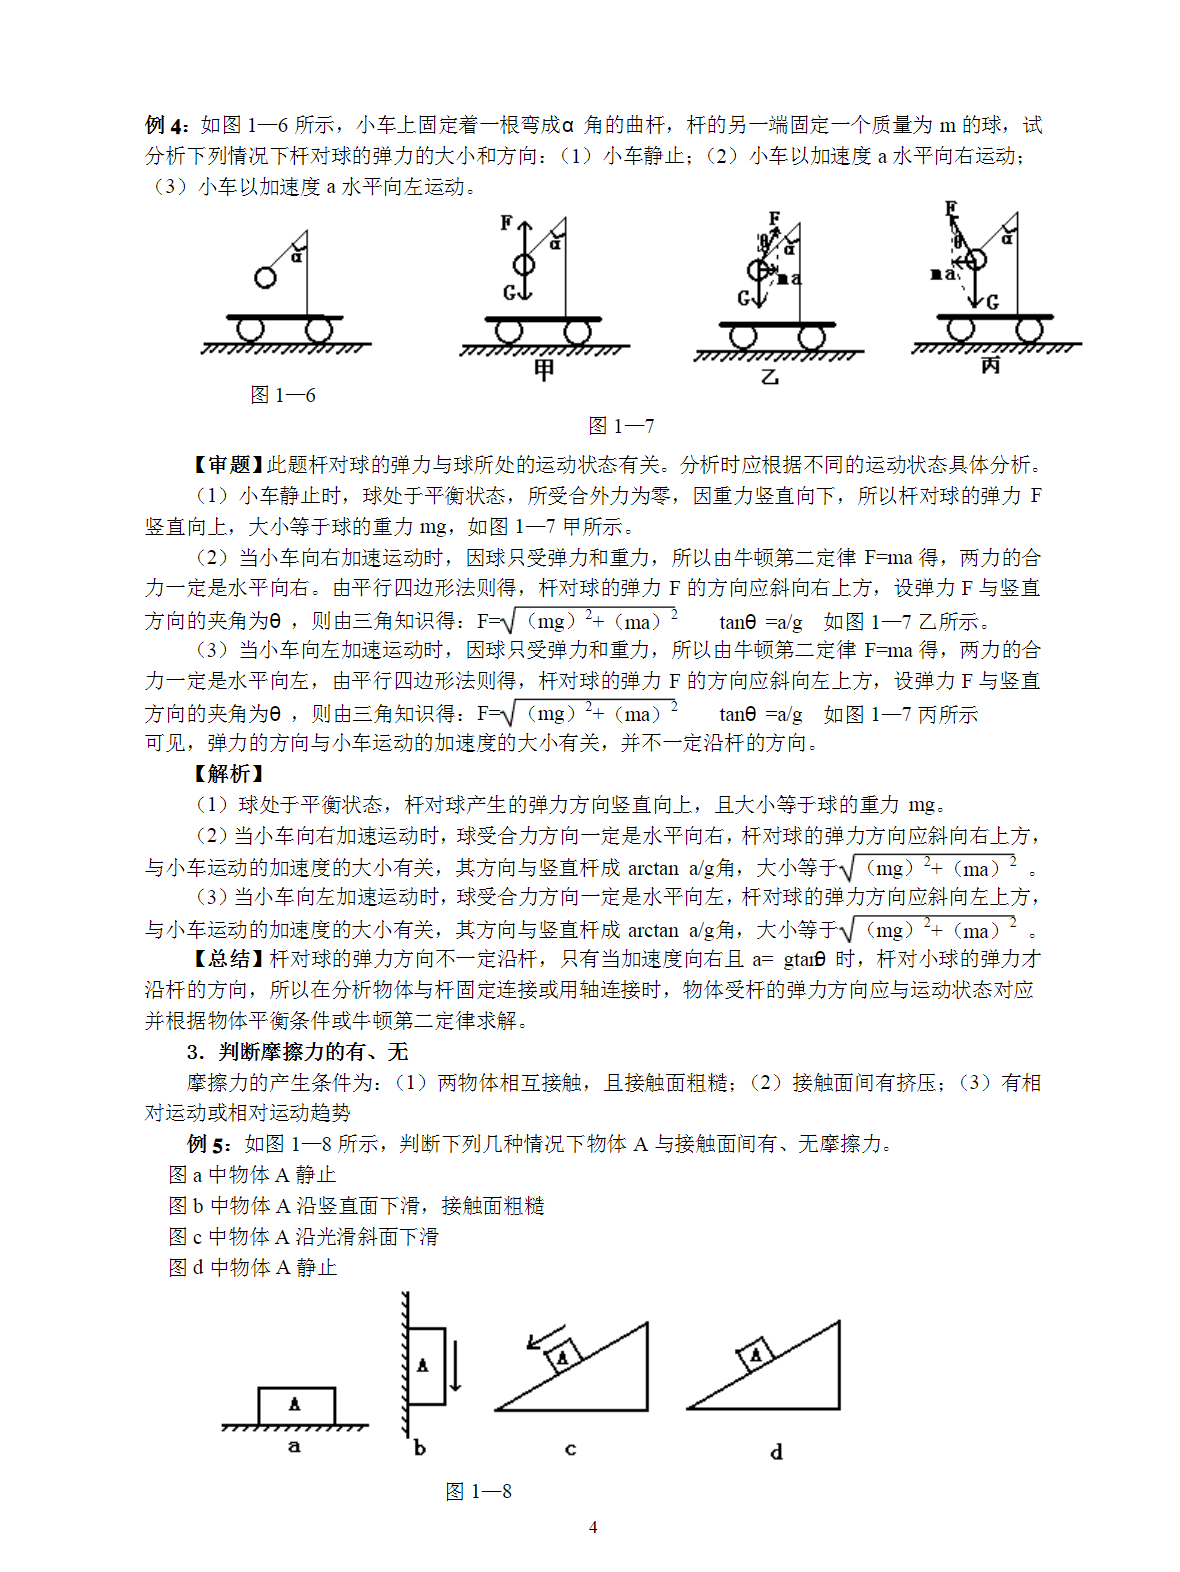 例 4：如图 1—6 所示，小车上固定着一根弯成α 角的曲杆，杆的另一端固定一个质量为 m 的球，试
分析下列情况下杆对球的弹力的大小和方向：（1）小车静止；（2）小车以加速度 a 水平向右运动；
（3）小车以加速度 a 水平向左运动。
α
F
α
G
甲
F
θ
α
ma
G
乙
F
θ
α
ma
G
丙
图 1—6
图 1—7
【审题】此题杆对球的弹力与球所处的运动状态有关。分析时应根据不同的运动状态具体分析。
（1）小车静止时，球处于平衡状态，所受合外力为零，因重力竖直向下，所以杆对球的弹力 F
竖直向上，大小等于球的重力 mg，如图 1—7 甲所示。
（2）当小车向右加速运动时，因球只受弹力和重力，所以由牛顿第二定律 F=ma 得，两力的合
力一定是水平向右。由平行四边形法则得，杆对球的弹力 F 的方向应斜向右上方，设弹力 F 与竖直
方向的夹角为θ ，则由三角知识得：F=√（mg）²+（ma）² tanθ =a/g 如图 1—7 乙所示。
（3）当小车向左加速运动时，因球只受弹力和重力，所以由牛顿第二定律 F=ma 得，两力的合
力一定是水平向左，由平行四边形法则得，杆对球的弹力 F 的方向应斜向左上方，设弹力 F 与竖直
方向的夹角为θ ，则由三角知识得：F=√（mg）²+（ma）² tanθ =a/g 如图 1—7 丙所示
可见，弹力的方向与小车运动的加速度的大小有关，并不一定沿杆的方向。
【解析】
（1）球处于平衡状态，杆对球产生的弹力方向竖直向上，且大小等于球的重力 mg。
（2）当小车向右加速运动时，球受合力方向一定是水平向右，杆对球的弹力方向应斜向右上方，
与小车运动的加速度的大小有关，其方向与竖直杆成 arctan a/g角，大小等于√（mg）²+（ma）² 。
（3）当小车向左加速运动时，球受合力方向一定是水平向左，杆对球的弹力方向应斜向左上方，
与小车运动的加速度的大小有关，其方向与竖直杆成 arctan a/g角，大小等于√（mg）²+（ma）² 。
【总结】杆对球的弹力方向不一定沿杆，只有当加速度向右且 a= gtanθ 时，杆对小球的弹力才
沿杆的方向，所以在分析物体与杆固定连接或用轴连接时，物体受杆的弹力方向应与运动状态对应
并根据物体平衡条件或牛顿第二定律求解。
3．判断摩擦力的有、无
摩擦力的产生条件为：（1）两物体相互接触，且接触面粗糙；（2）接触面间有挤压；（3）有相
对运动或相对运动趋势
例 5：如图 1—8 所示，判断下列几种情况下物体 A 与接触面间有、无摩擦力。
图 a 中物体 A 静止
图 b 中物体 A 沿竖直面下滑，接触面粗糙
图 c 中物体 A 沿光滑斜面下滑
图 d 中物体 A 静止
A
a
A
b
A
c
A
d
图 1—8
4